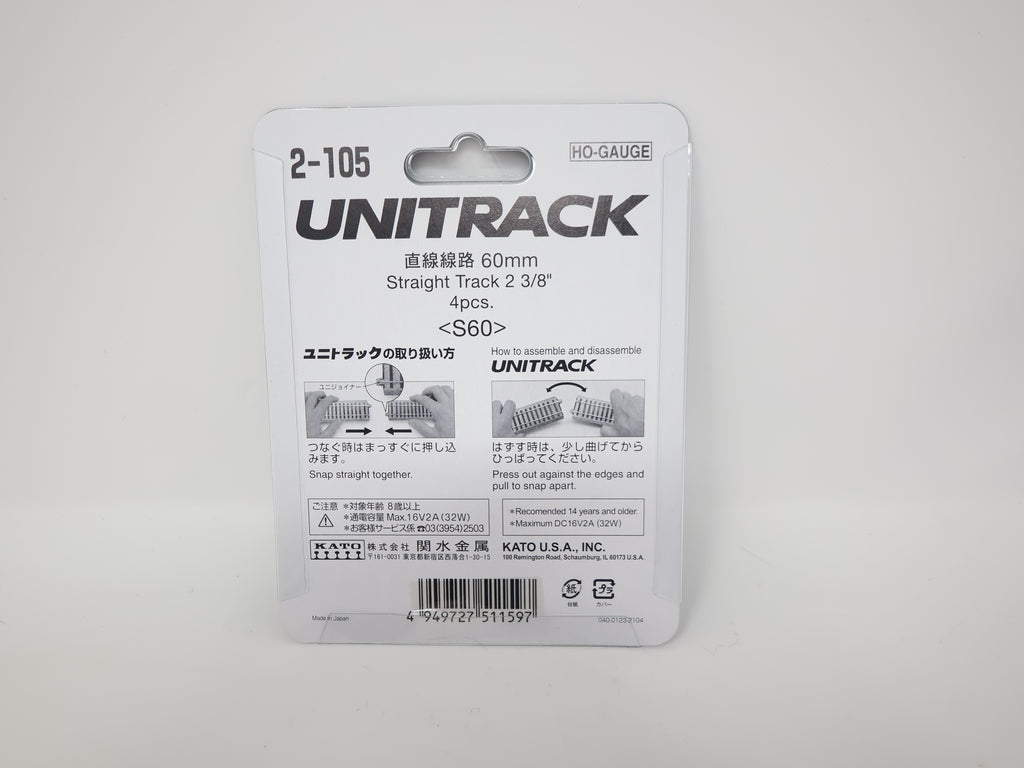 2-105
HO-GAUGE
UNITRACK
直線線路 60mm
Straight Track 2 3/8"
4pcs.
<S60>
ユニトラックの取り扱い方
ユニジョイナー
つなぐ時はまっすぐに押し込
みます。
Snap straight together.
How to assemble and disassemble
UNITRACK
はずす時は、少し曲げてから
ひっぱってください。
Press out against the edges and
pull to snap apart.
ご注意 *対象年齢 8歳以上
*通電容量 Max.16V2A (32W)
*お客様サービス係 ☎03(3954)2503
*Recomended 14 years and older.
*Maximum DC16V2A (32W)
KATO 株式会社 関水金属
〒161-0031 東京都新宿区西落合1-30-15
KATO U.S.A., INC.
100 Remington Road, Schaumburg, IL 60173 U.S.A.
4 949727 511597
紙
台紙
プラ
カバー
Made in Japan
040-0123-2104